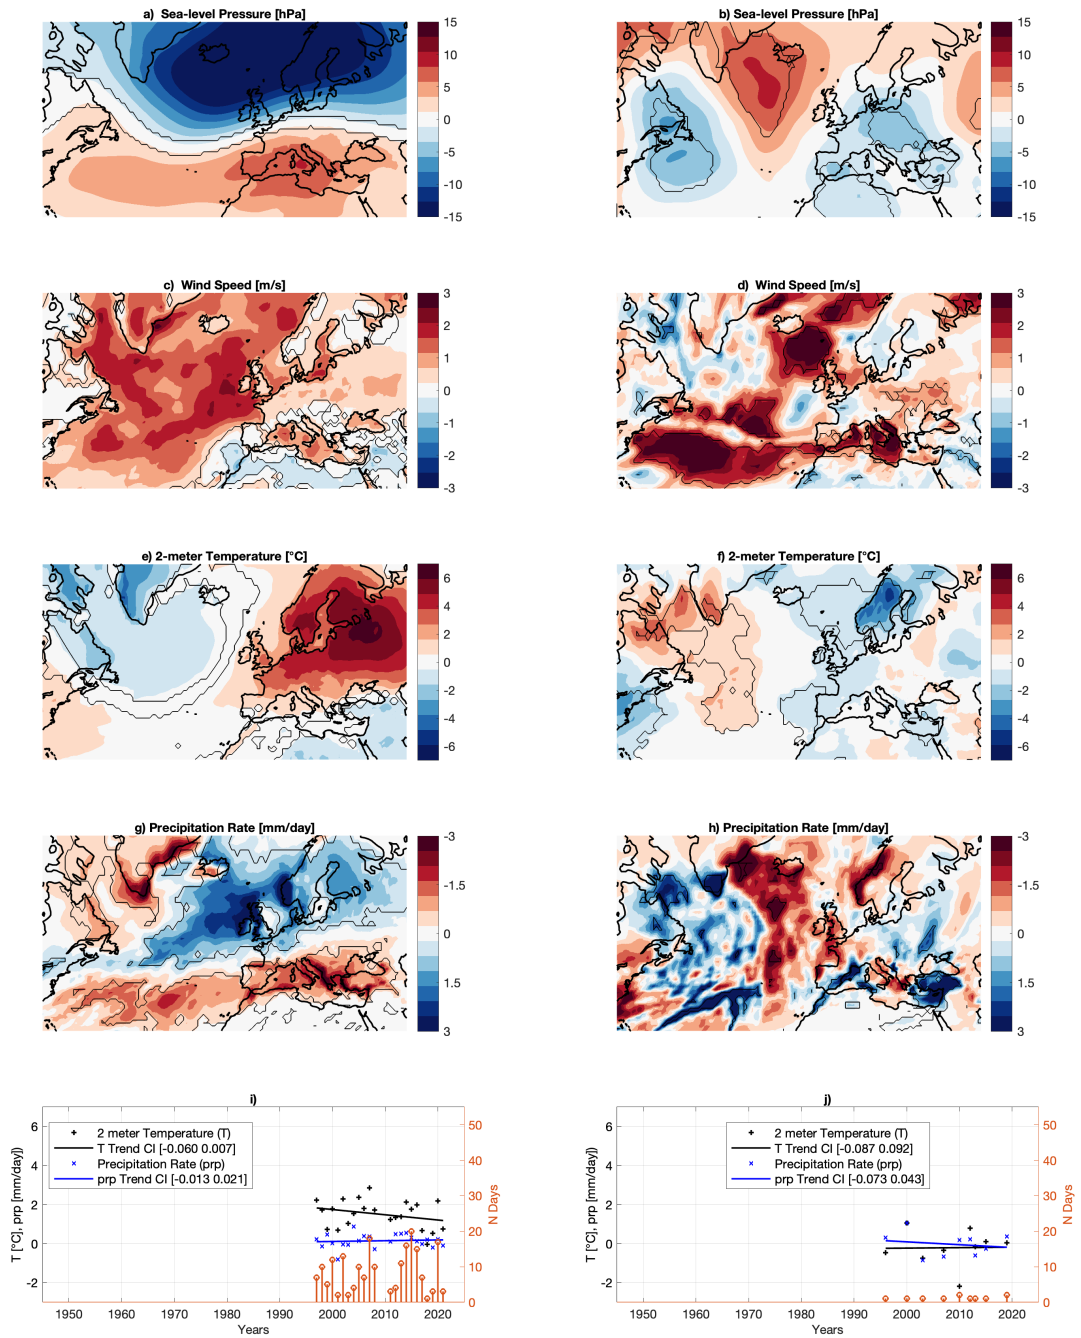 a)  Sea-level Pressure [hPa]
15
10
5
0
-5
-10
-15
b) Sea-level Pressure [hPa]
15
10
5
0
-5
-10
-15
c)  Wind Speed [m/s]
3
2
1
0
-1
-2
-3
d)  Wind Speed [m/s]
3
2
1
0
-1
-2
-3
e) 2-meter Temperature [°C]
6
4
2
0
-2
-4
-6
f) 2-meter Temperature [°C]
6
4
2
0
-2
-4
-6
g) Precipitation Rate [mm/day]
-3
-1.5
0
1.5
3
h) Precipitation Rate [mm/day]
-3
-1.5
0
1.5
3
i)
T [°C], prp [mm/dayj)
6
4
2
0
-2
2 meter Temperature (T)
T Trend CI [-0.060 0.007]
Precipitation Rate (prp)
prp Trend CI [-0.013 0.021]
50
40
30
20
10
0
N Days
1950 1960 1970 1980 1990 2000 2010 2020
Years
j)
T [°C], prp [mm/dayj)
6
4
2
0
-2
2 meter Temperature (T)
T Trend CI [-0.087 0.092]
Precipitation Rate (prp)
prp Trend CI [-0.073 0.043]
50
40
30
20
10
0
N Days
1950 1960 1970 1980 1990 2000 2010 2020
Years